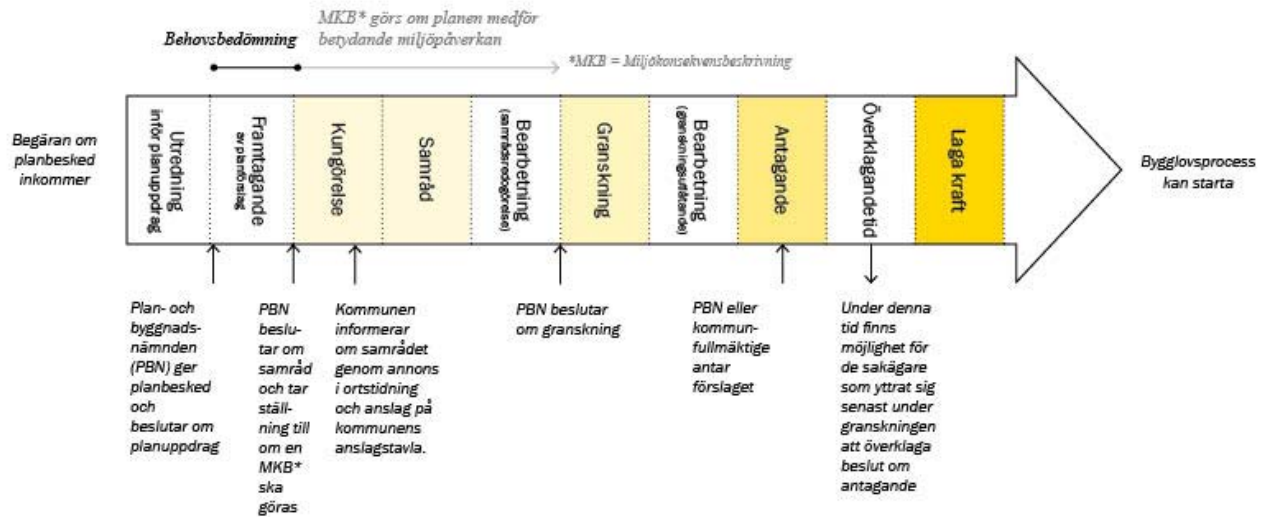 MKB* görs om planen medför
betydande miljöpåverkan
Behovsbedömning
*MKB = Miljökonsekvensbeskrivning
Begäran om
planbesked
inkommer
Utredning
inför planuppdrag
Framtagande
av planförslag
Kungörelse
Samråd
Bearbetning
(samrådsredogörelse)
Granskning
Bearbetning
(granskningsutlåtande)
Antagande
Överklagandetid
Laga kraft
Bygglovsprocess
kan starta
Plan- och
byggnads-
nämnden
(PBN) ger
planbesked
och
beslutar om
planuppdrag
PBN
beslu-
tar om
samråd
och tar
ställ-
ning till
om en
MKB*
ska
göras
Kommunen
informerar
om samrådet
genom annons
i ortstidning
och anslag på
kommunens
anslagstavla.
PBN beslutar
om granskning
PBN eller
kommun-
fullmäktige
antar
förslaget
Under denna
tid finns
möjlighet för
de sakägare
som yttrat sig
senast under
granskningen
att överklaga
beslut om
antagande